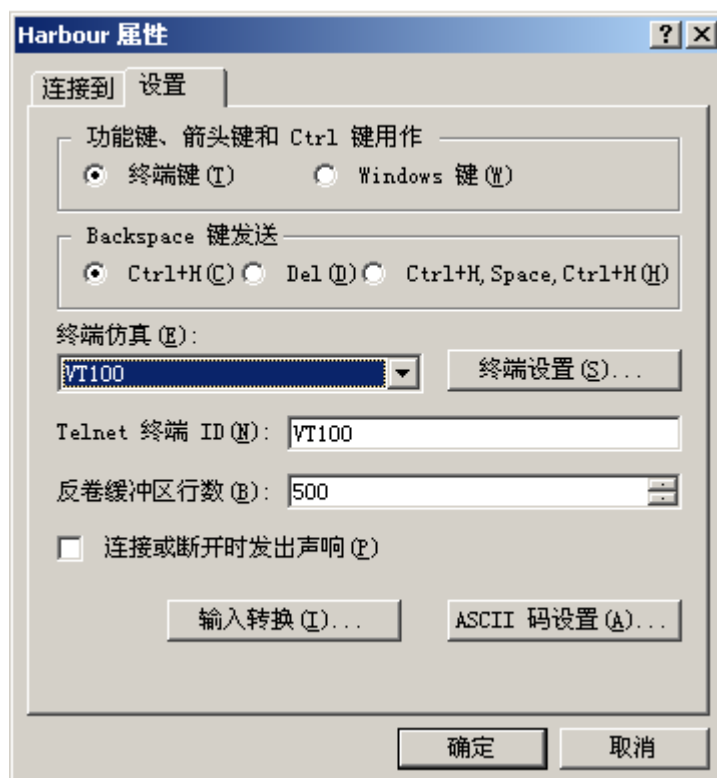 Harbour 属性
连接到 设置
功能键、箭头键和 Ctrl 键用作
终端键(T) Windows 键(W)
Backspace 键发送
Ctrl+H(C) Del(D) Ctrl+H,Space,Ctrl+H(H)
终端仿真(E):
VT100 终端设置(S)...
Telnet 终端 ID(N): VT100
反卷缓冲区行数(B): 500
连接或断开时发出声响(P)
输入转换(I)... ASCII 码设置(A)...
确定 取消